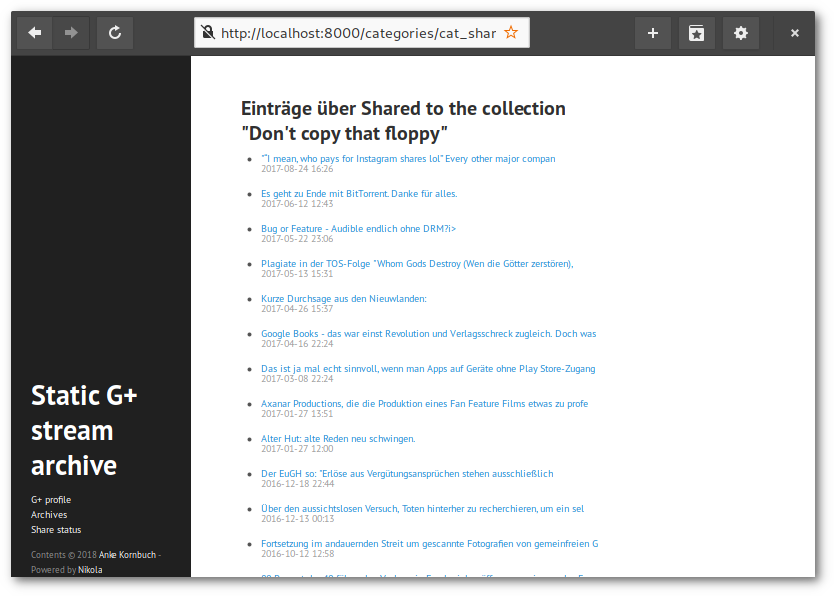 http://localhost:8000/categories/cat_shar
Einträge über Shared to the collection
"Don't copy that floppy"
"“I mean, who pays for Instagram shares lol” Every other major compan
2017-08-24 16:26
Es geht zu Ende mit BitTorrent. Danke für alles.
2017-06-12 12:43
Bug or Feature - Audible endlich ohne DRM?i>
2017-05-22 23:06
Plagiate in der TOS-Folge "Whom Gods Destroy (Wen die Götter zerstören),
2017-05-13 15:31
Kurze Durchsage aus den Nieuwlanden:
2017-04-26 15:37
Google Books - das war einst Revolution und Verlagsschreck zugleich. Doch was
2017-04-16 22:24
Das ist ja mal echt sinnvoll, wenn man Apps auf Geräte ohne Play Store-Zugang
2017-03-08 22:24
Axanar Productions, die die Produktion eines Fan Feature Films etwas zu profe
2017-01-27 13:51
Alter Hut: alte Reden neu schwingen.
2017-01-27 12:00
Der EuGH so: "Erlöse aus Vergütungsansprüchen stehen ausschließlich
2016-12-18 22:44
Über den aussichtslosen Versuch, Toten hinterher zu recherchieren, um ein sel
2016-12-13 00:13
Fortsetzung im andauernden Streit um gescannte Fotografien von gemeinfreien G
2016-10-12 12:58
Static G+
stream
archive
G+ profile
Archives
Share status
Contents © 2018 Anke Kornbuch -
Powered by Nikola